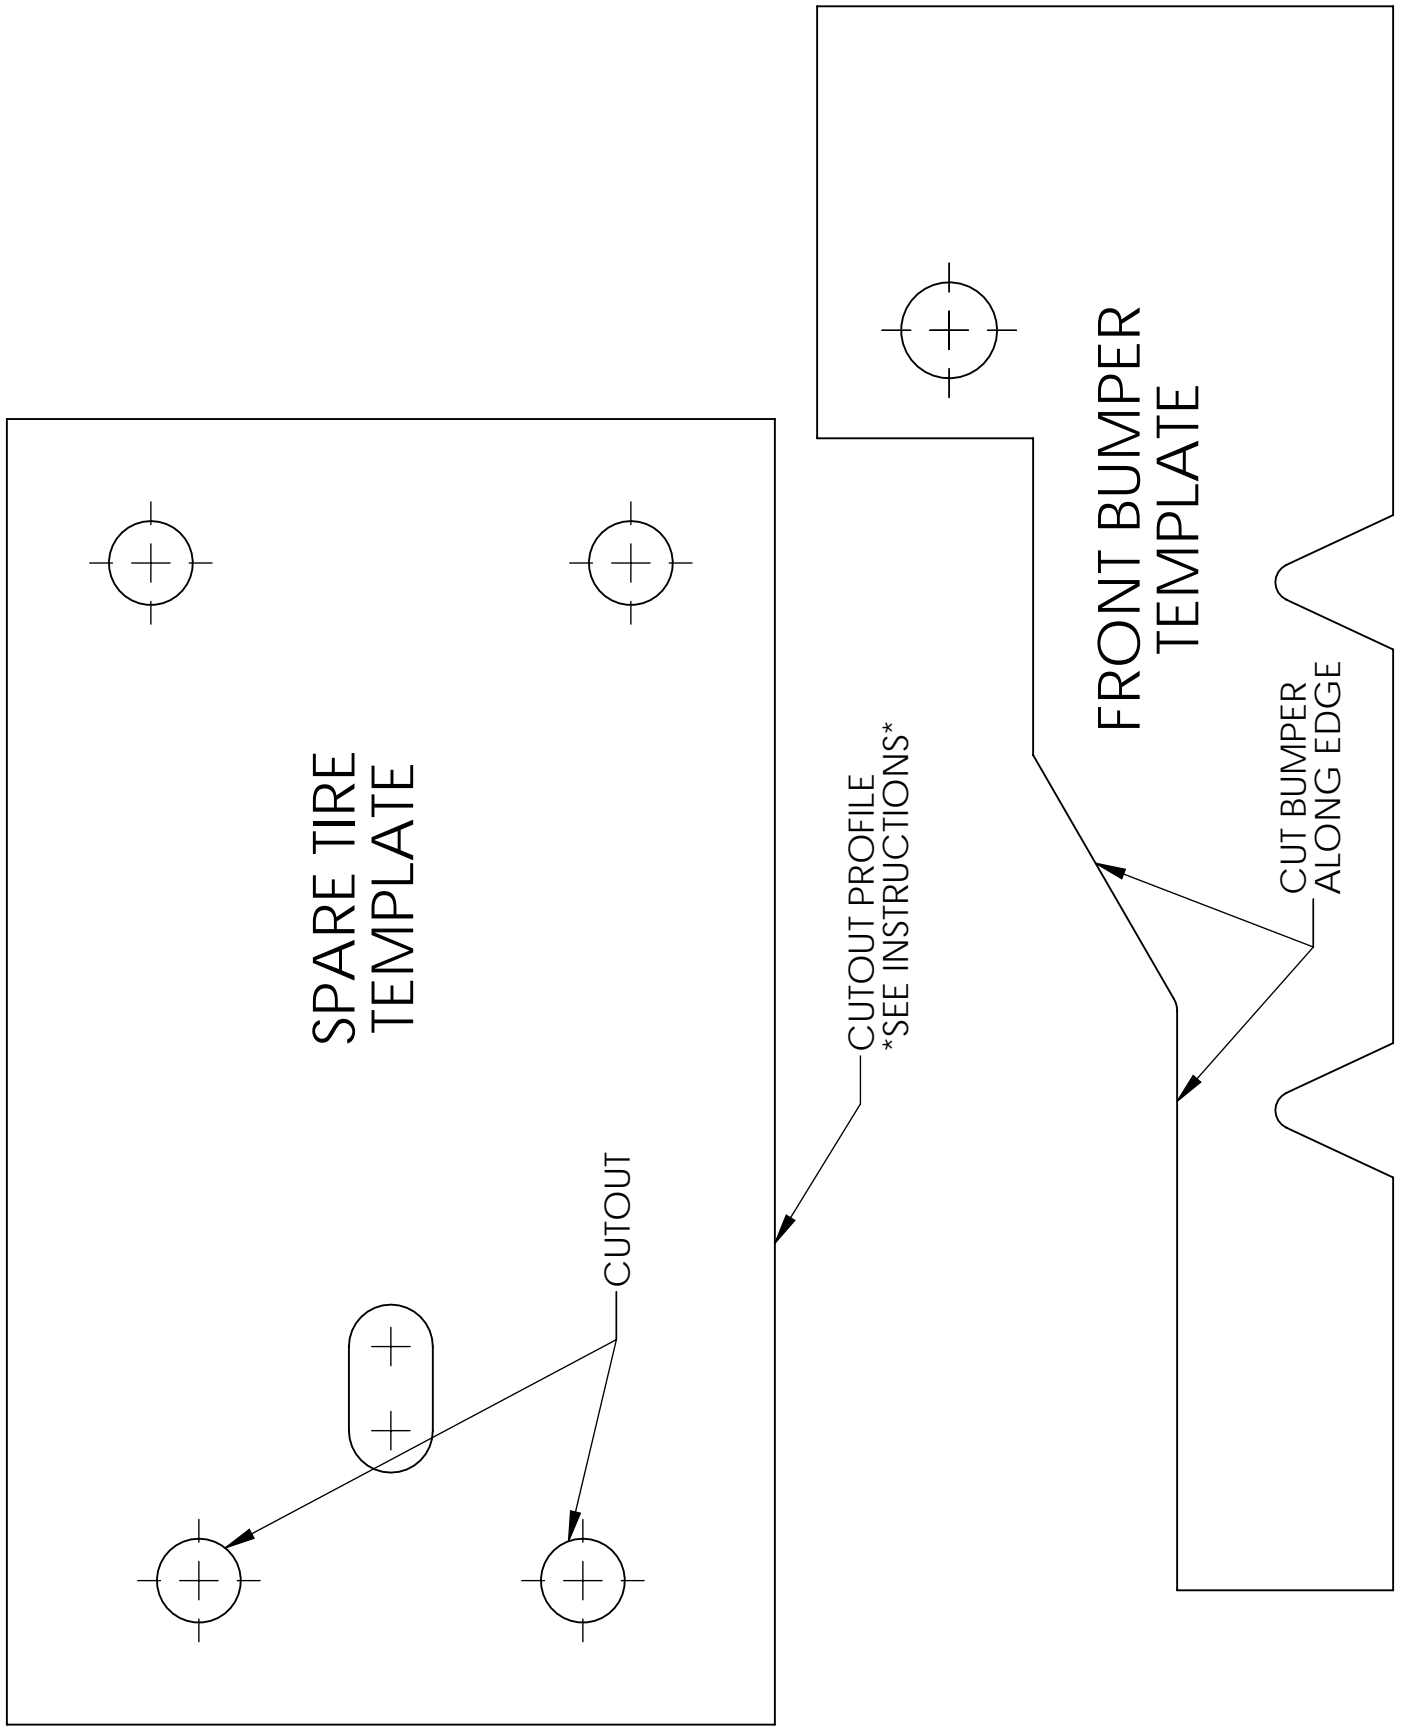 SPARE TIRE
TEMPLATE
CUTOUT
CUTOUT PROFILE
*SEE INSTRUCTIONS*
FRONT BUMPER
TEMPLATE
CUT BUMPER
ALONG EDGE